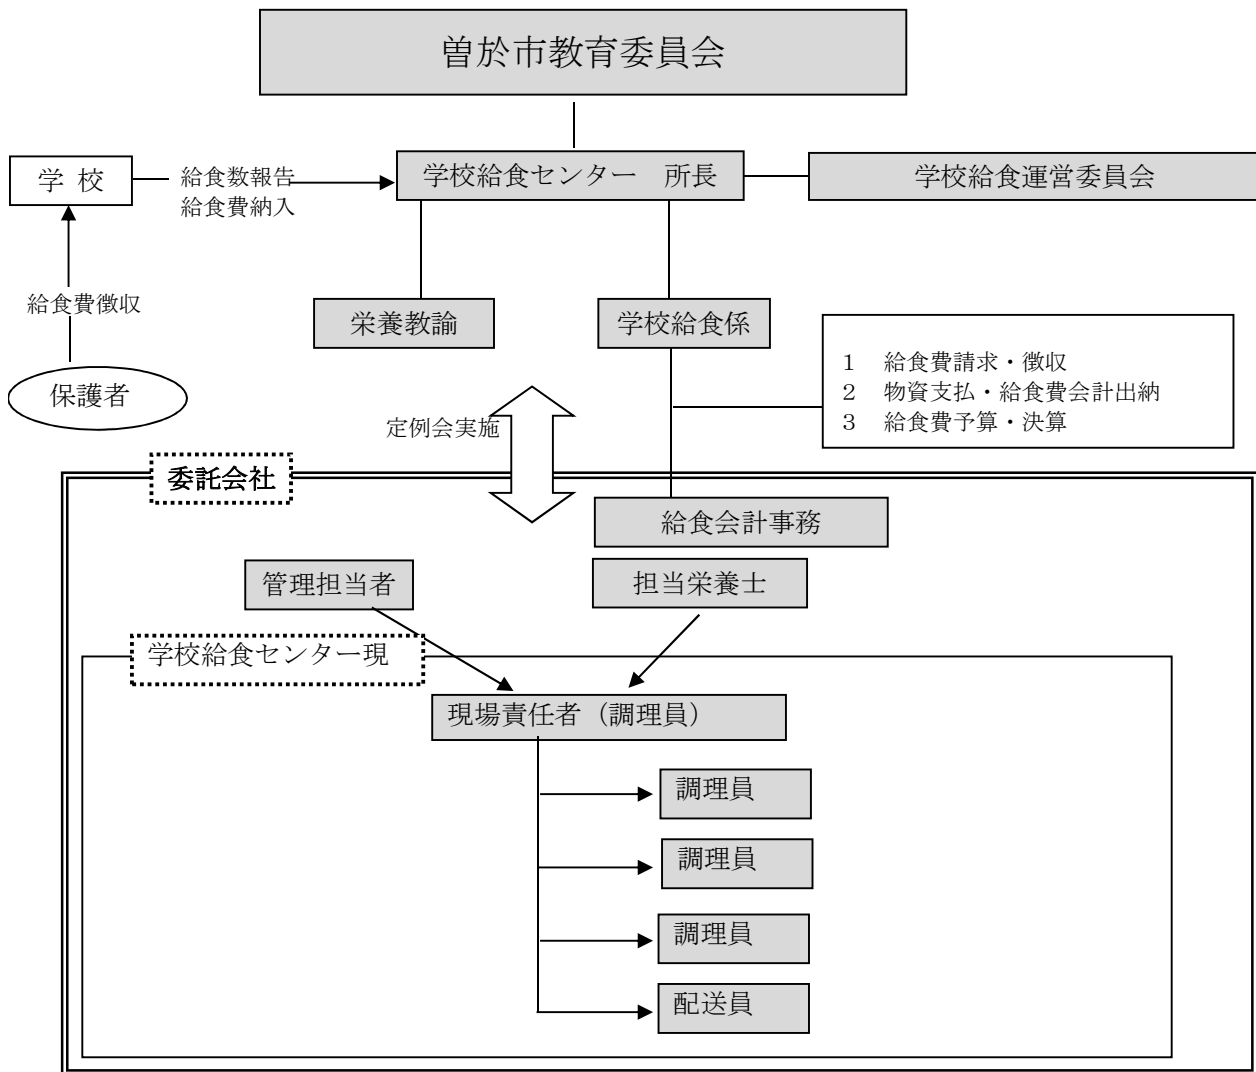 曽於市教育委員会
学 校
給食数報告
給食費納入
学校給食センター　所長
学校給食運営委員会
給食費徴収
栄養教諭
学校給食係
1　給食費請求・徴収
2　物資支払・給食費会計出納
3　給食費予算・決算
保護者
定例会実施
委託会社
給食会計事務
管理担当者
担当栄養士
学校給食センター現
現場責任者（調理員）
調理員
調理員
調理員
配送員